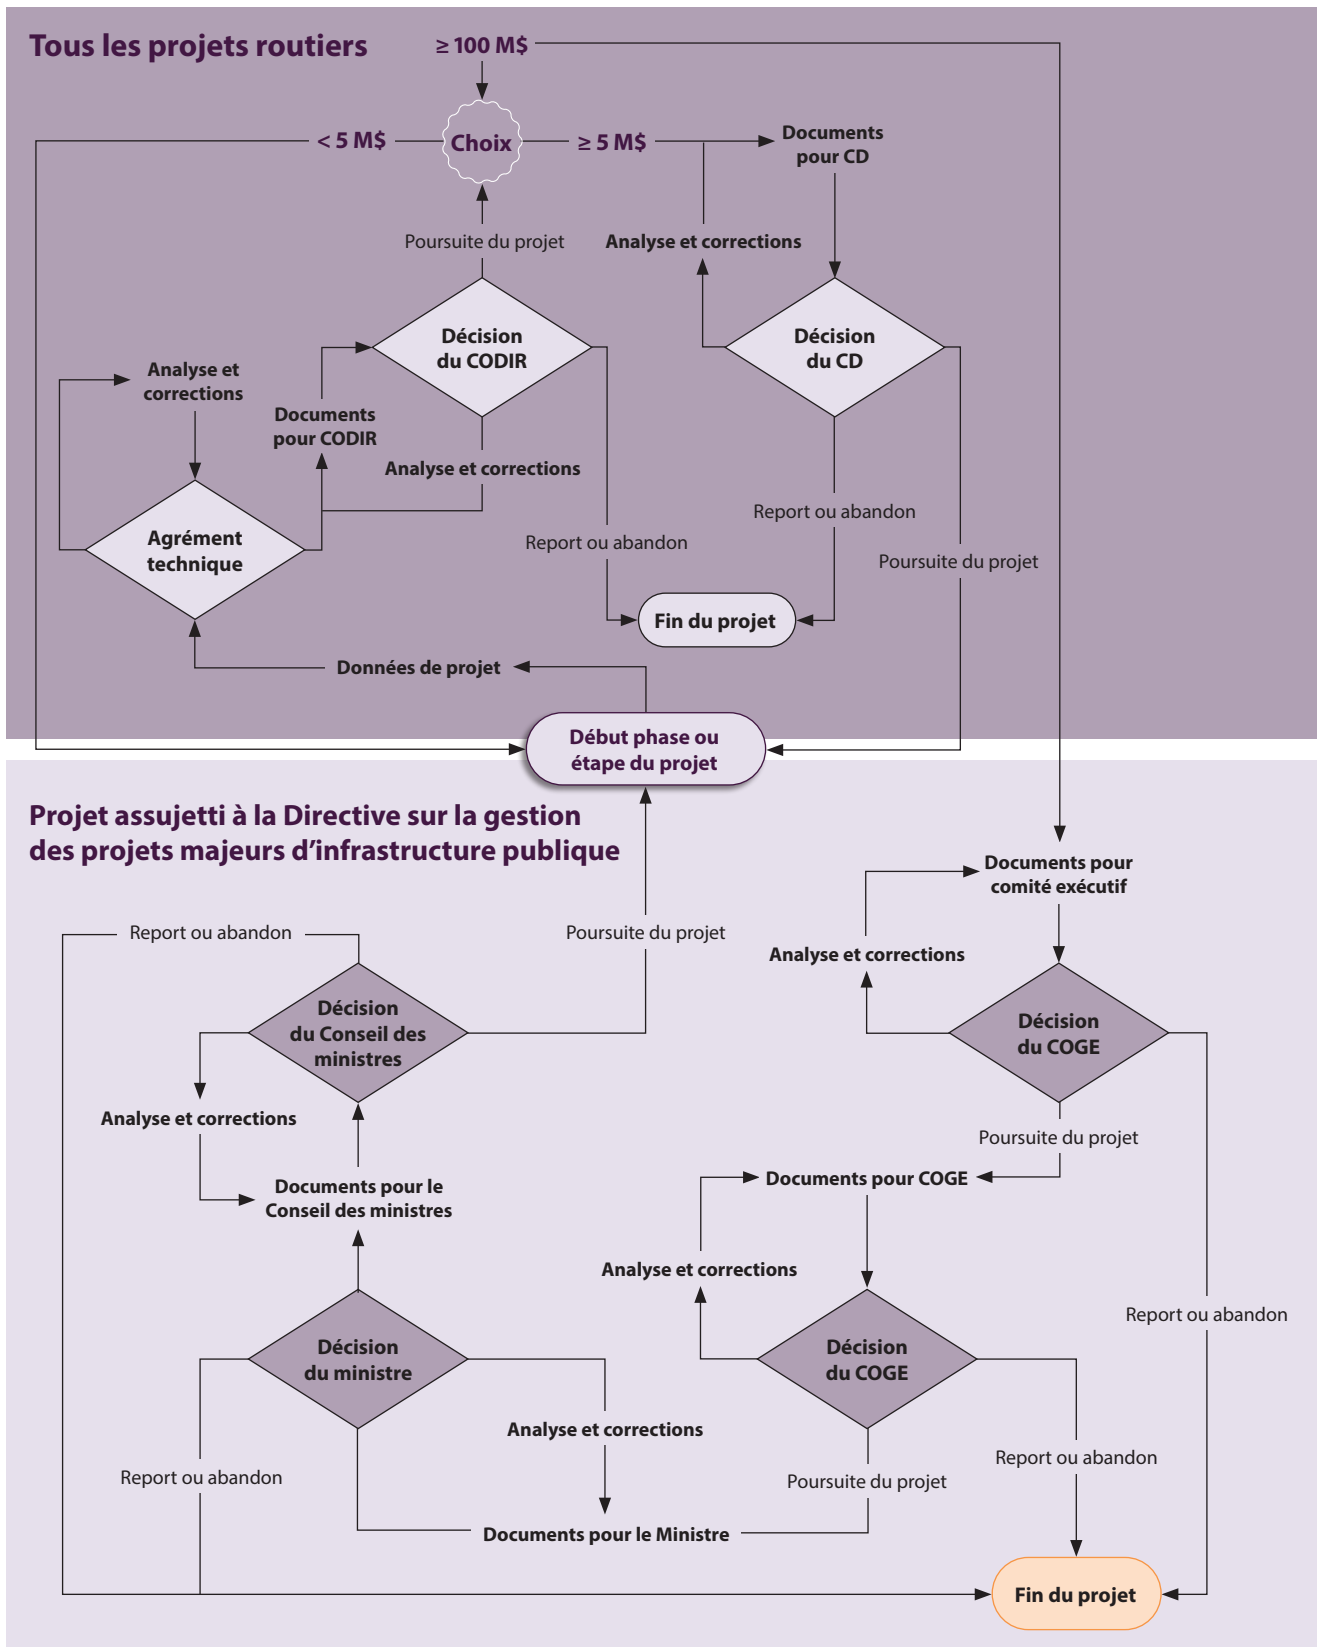 Tous les projets routiers
≥ 100 M$
< 5 M$
Choix
≥ 5 M$
Documents
pour CD
Poursuite du projet
Analyse et corrections
Décision
du CODIR
Décision
du CD
Analyse et
corrections
Documents
pour CODIR
Analyse et corrections
Agrément
technique
Report ou abandon
Report ou abandon
Poursuite du projet
Fin du projet
Données de projet
Début phase ou
étape du projet
Projet assujetti à la Directive sur la gestion
des projets majeurs d’infrastructure publique
Documents pour
comité exécutif
Report ou abandon
Poursuite du projet
Analyse et corrections
Décision
du Conseil des
ministres
Décision
du COGE
Analyse et corrections
Poursuite du projet
Documents pour le
Conseil des ministres
Documents pour COGE
Analyse et corrections
Report ou abandon
Décision
du ministre
Décision
du COGE
Analyse et corrections
Report ou abandon
Report ou abandon
Poursuite du projet
Documents pour le Ministre
Fin du projet